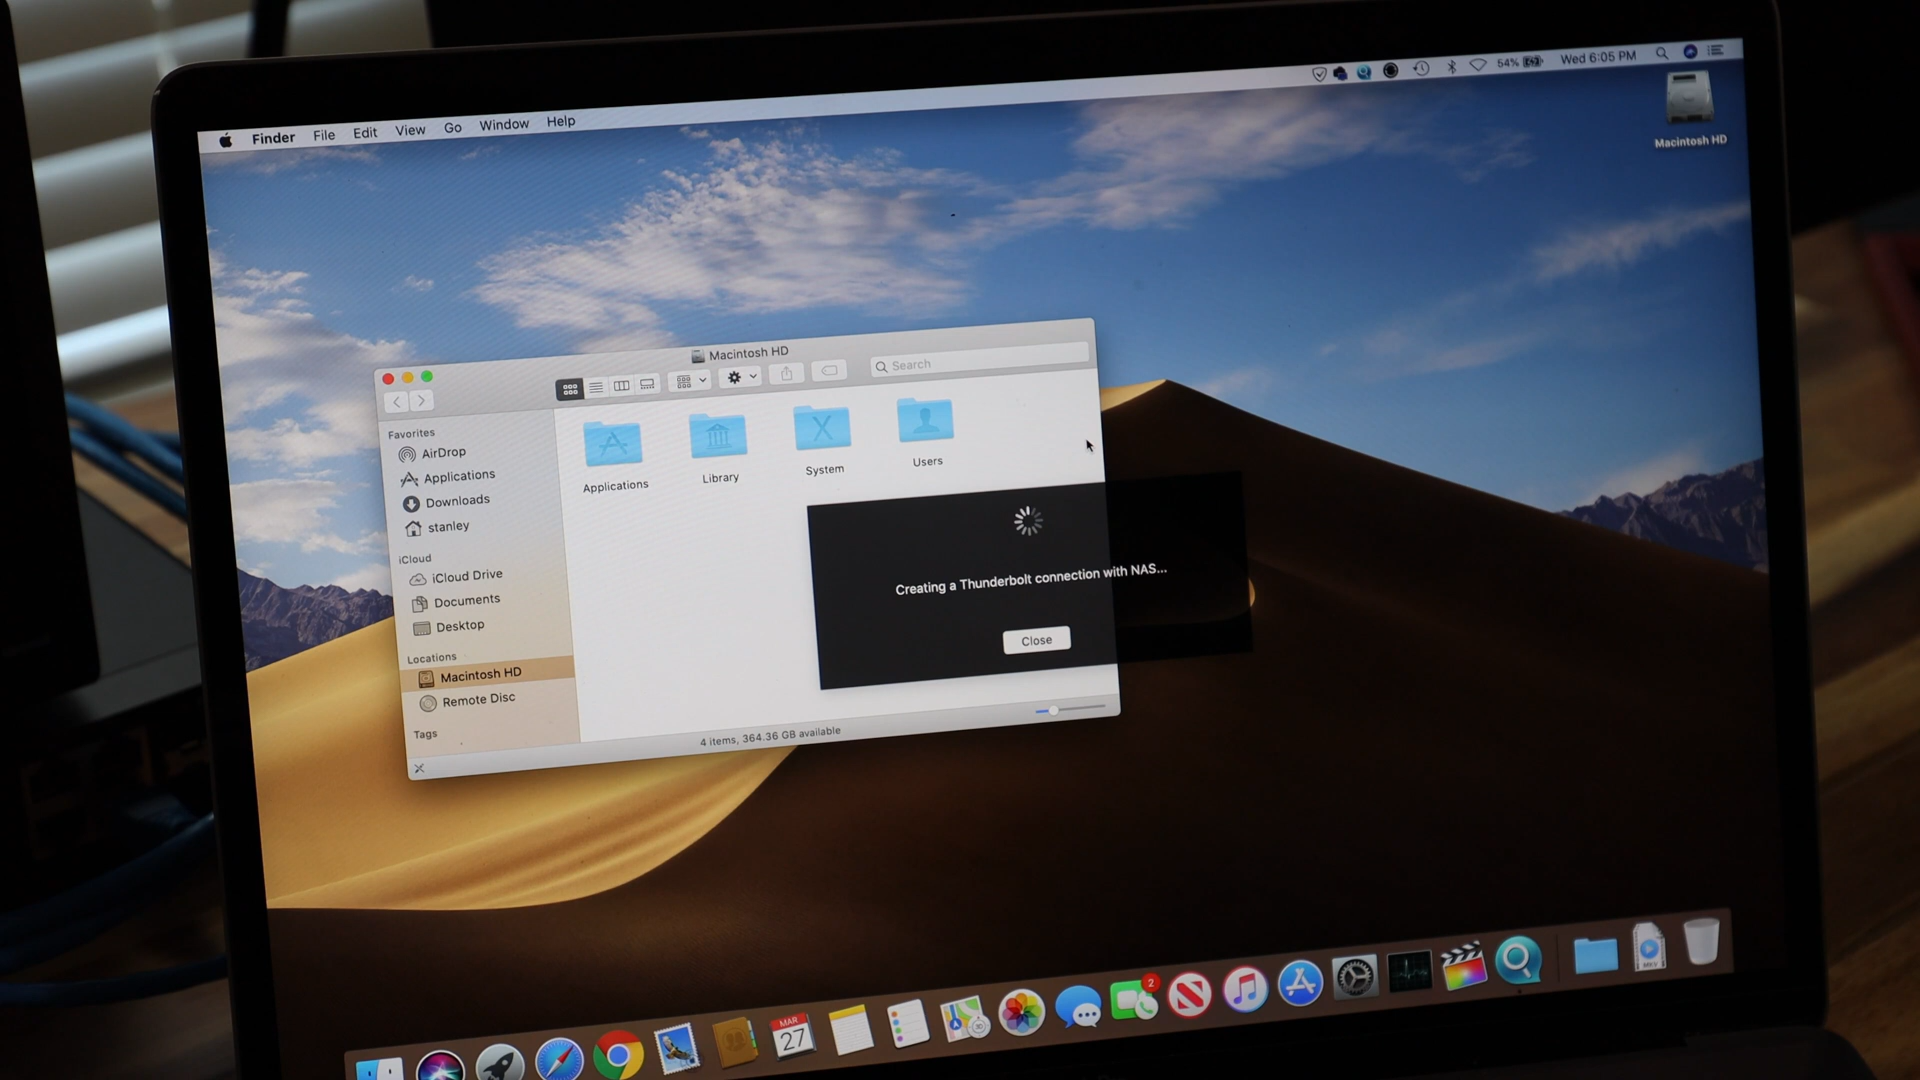 Finder File Edit View Go Window Help
54% Wed 6:05 PM
Macintosh HD
Macintosh HD
Search
Favorites
AirDrop
Applications
Downloads
stanley
iCloud
iCloud Drive
Documents
Desktop
Locations
Macintosh HD
Remote Disc
Tags
Applications
Library
System
Users
Creating a Thunderbolt connection with NAS...
Close
4 items, 364.36 GB available
MAR
27
2
MKV